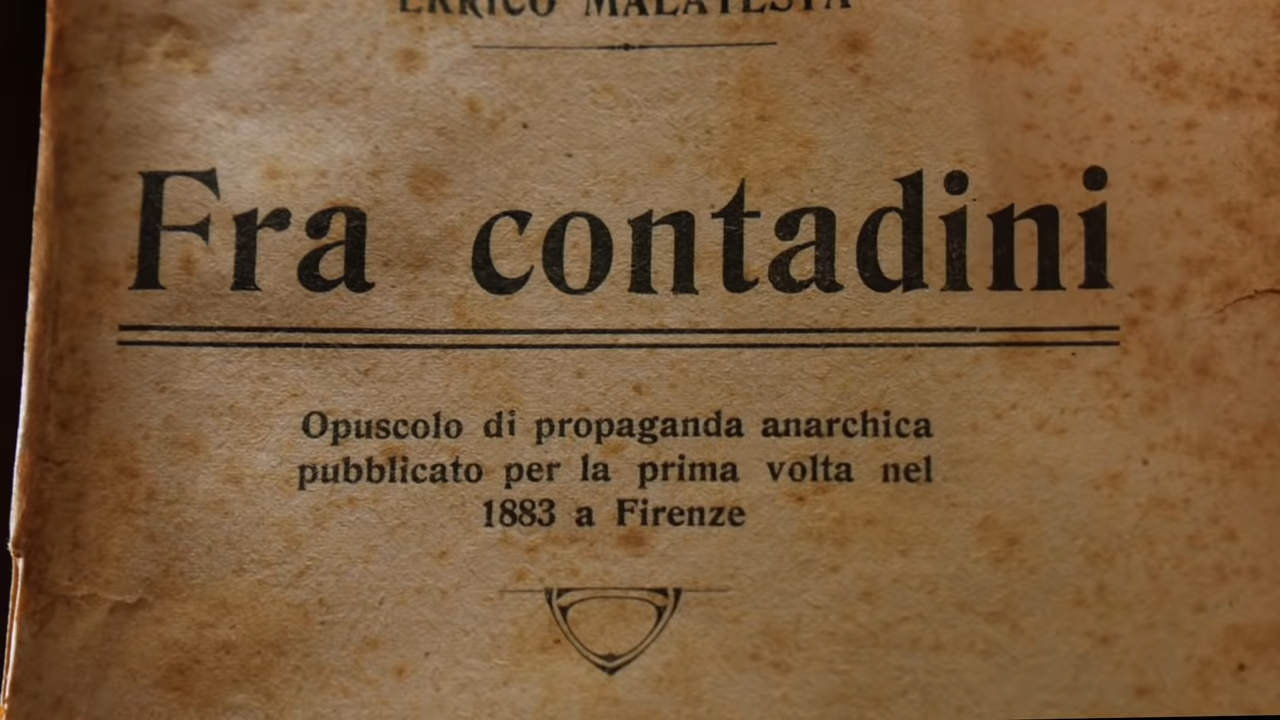 ERRICO MALATESTA
Fra contadini
Opuscolo di propaganda anarchica
pubblicato per la prima volta nel
1883 a Firenze